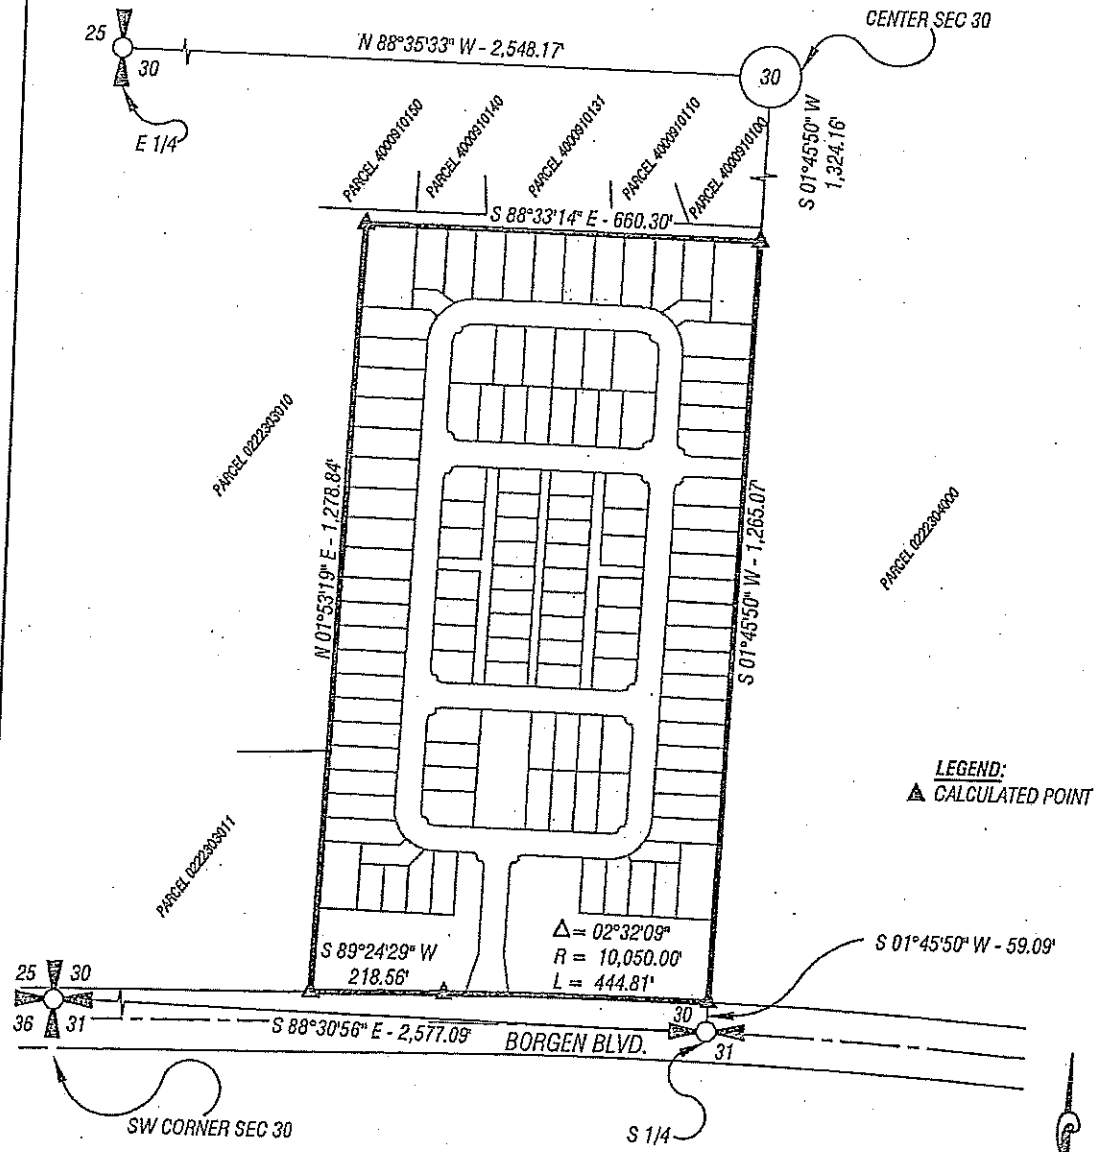 CENTER SEC 30
25
30
N 88°35'33" W - 2,548.17'
30
E 1/4
S 01°45'50" W
1,324.16'
PARCEL 4000910150
PARCEL 4000910140
PARCEL 4000910131
PARCEL 4000910110
PARCEL 4000910100
S 88°33'14" E - 660.30'
PARCEL 0222303010
N 01°53'19" E - 1,278.84'
S 01°45'50" W - 1,265.07'
PARCEL 0222304000
LEGEND:
CALCULATED POINT
PARCEL 0222303011
S 89°24'29" W
218.56'
Δ = 02°32'09"
R = 10,050.00'
L = 444.81'
S 01°45'50" W - 59.09'
25
30
36
31
S 88°30'56" E - 2,577.09'
BORGEN BLVD.
30
31
SW CORNER SEC 30
S 1/4